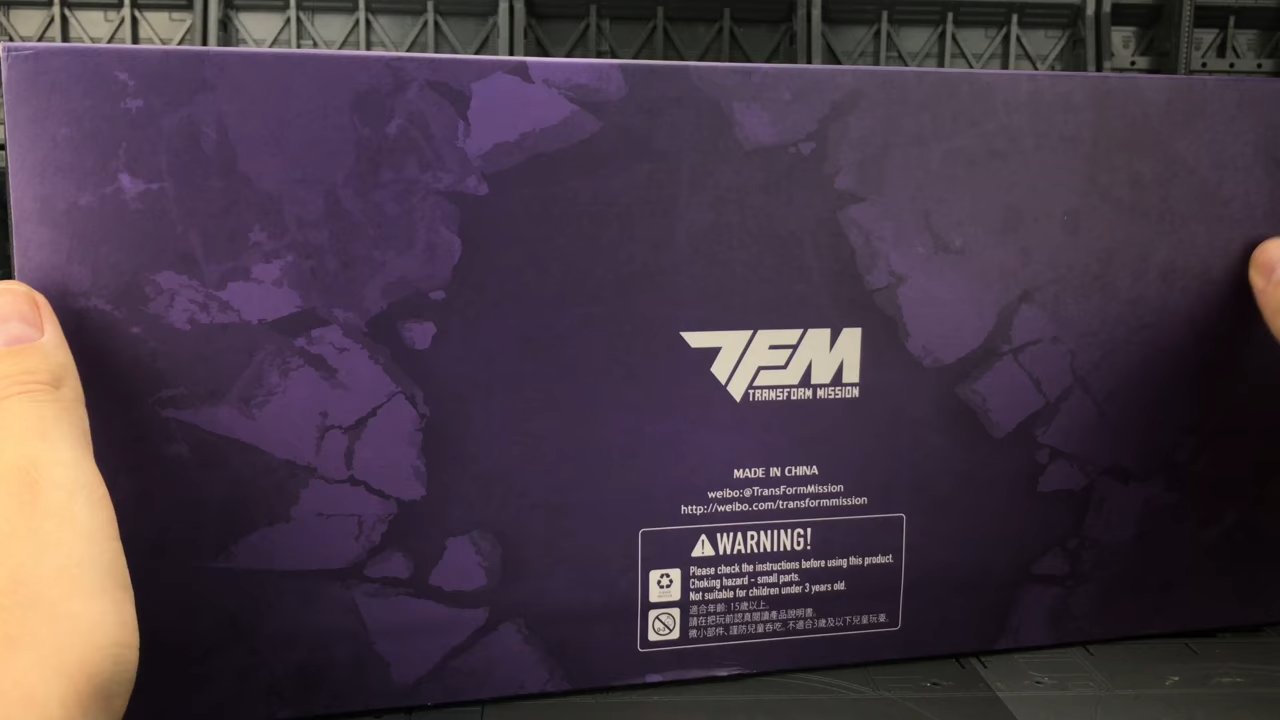 TFM
TRANSFORM MISSION
MADE IN CHINA
weibo:@TransFormMission
http://weibo.com/transformmission
WARNING!
Please check the instructions before using this product.
Choking hazard - small parts.
Not suitable for children under 3 years old.
0-3
適合年齡: 15歲以上。
請在把玩前認真閱讀產品說明書。
微小部件、謹防兒童吞吃。不適合3歲及以下兒童玩耍。